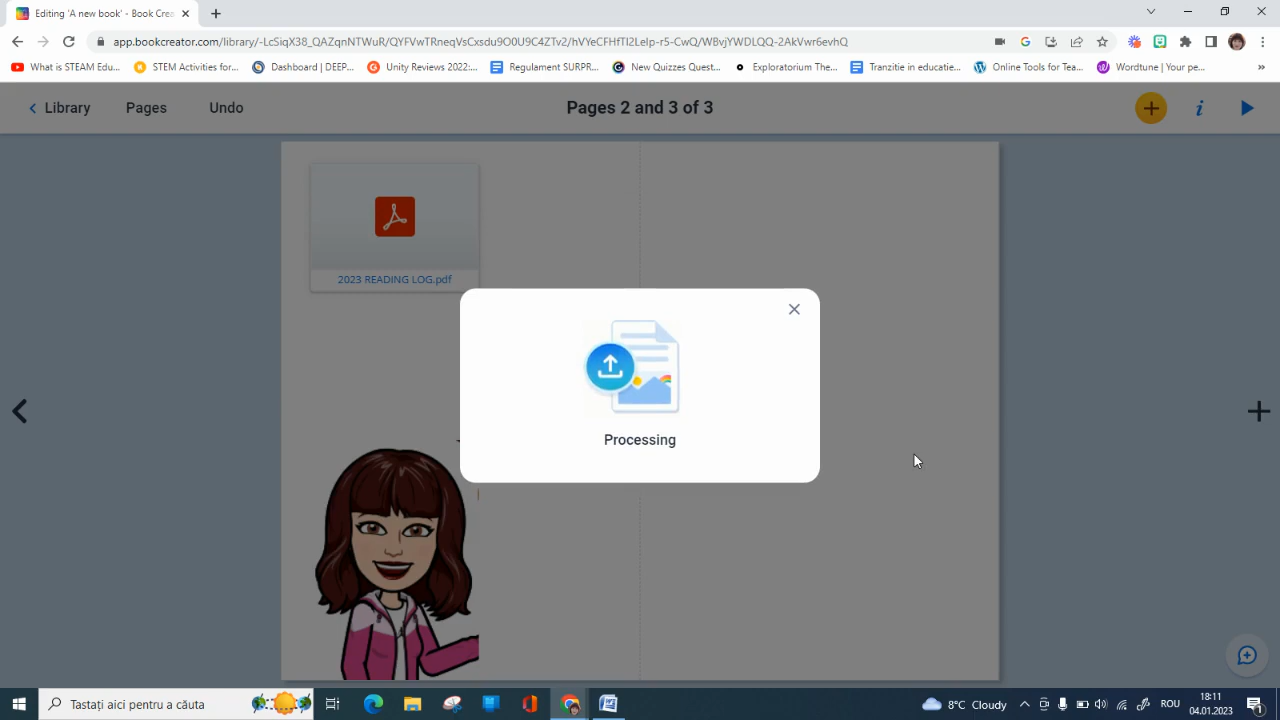 Editing 'A new book' - Book Crea
app.bookcreator.com/library/-LcSiqX38_QAZqnNTWuR/QYFVwTRneeVsCxsdu9O0U9C4ZTv2/hVYeCFHfTI2LeIp-r5-CwQ/WBvjYWDLQQ-2AkVwr6evhQ
What is STEAM Edu...
STEM Activities for...
Dashboard | DEEP...
Unity Reviews 2022:...
Regulament SURPR...
New Quizzes Quest...
Exploratorium The...
Tranzitie in educatie...
Online Tools for Tea...
Wordtune | Your pe...
Library
Pages
Undo
Pages 2 and 3 of 3
2023 READING LOG.pdf
Processing
Tastați aici pentru a căuta
8°C Cloudy
ROU
18:11
04.01.2023